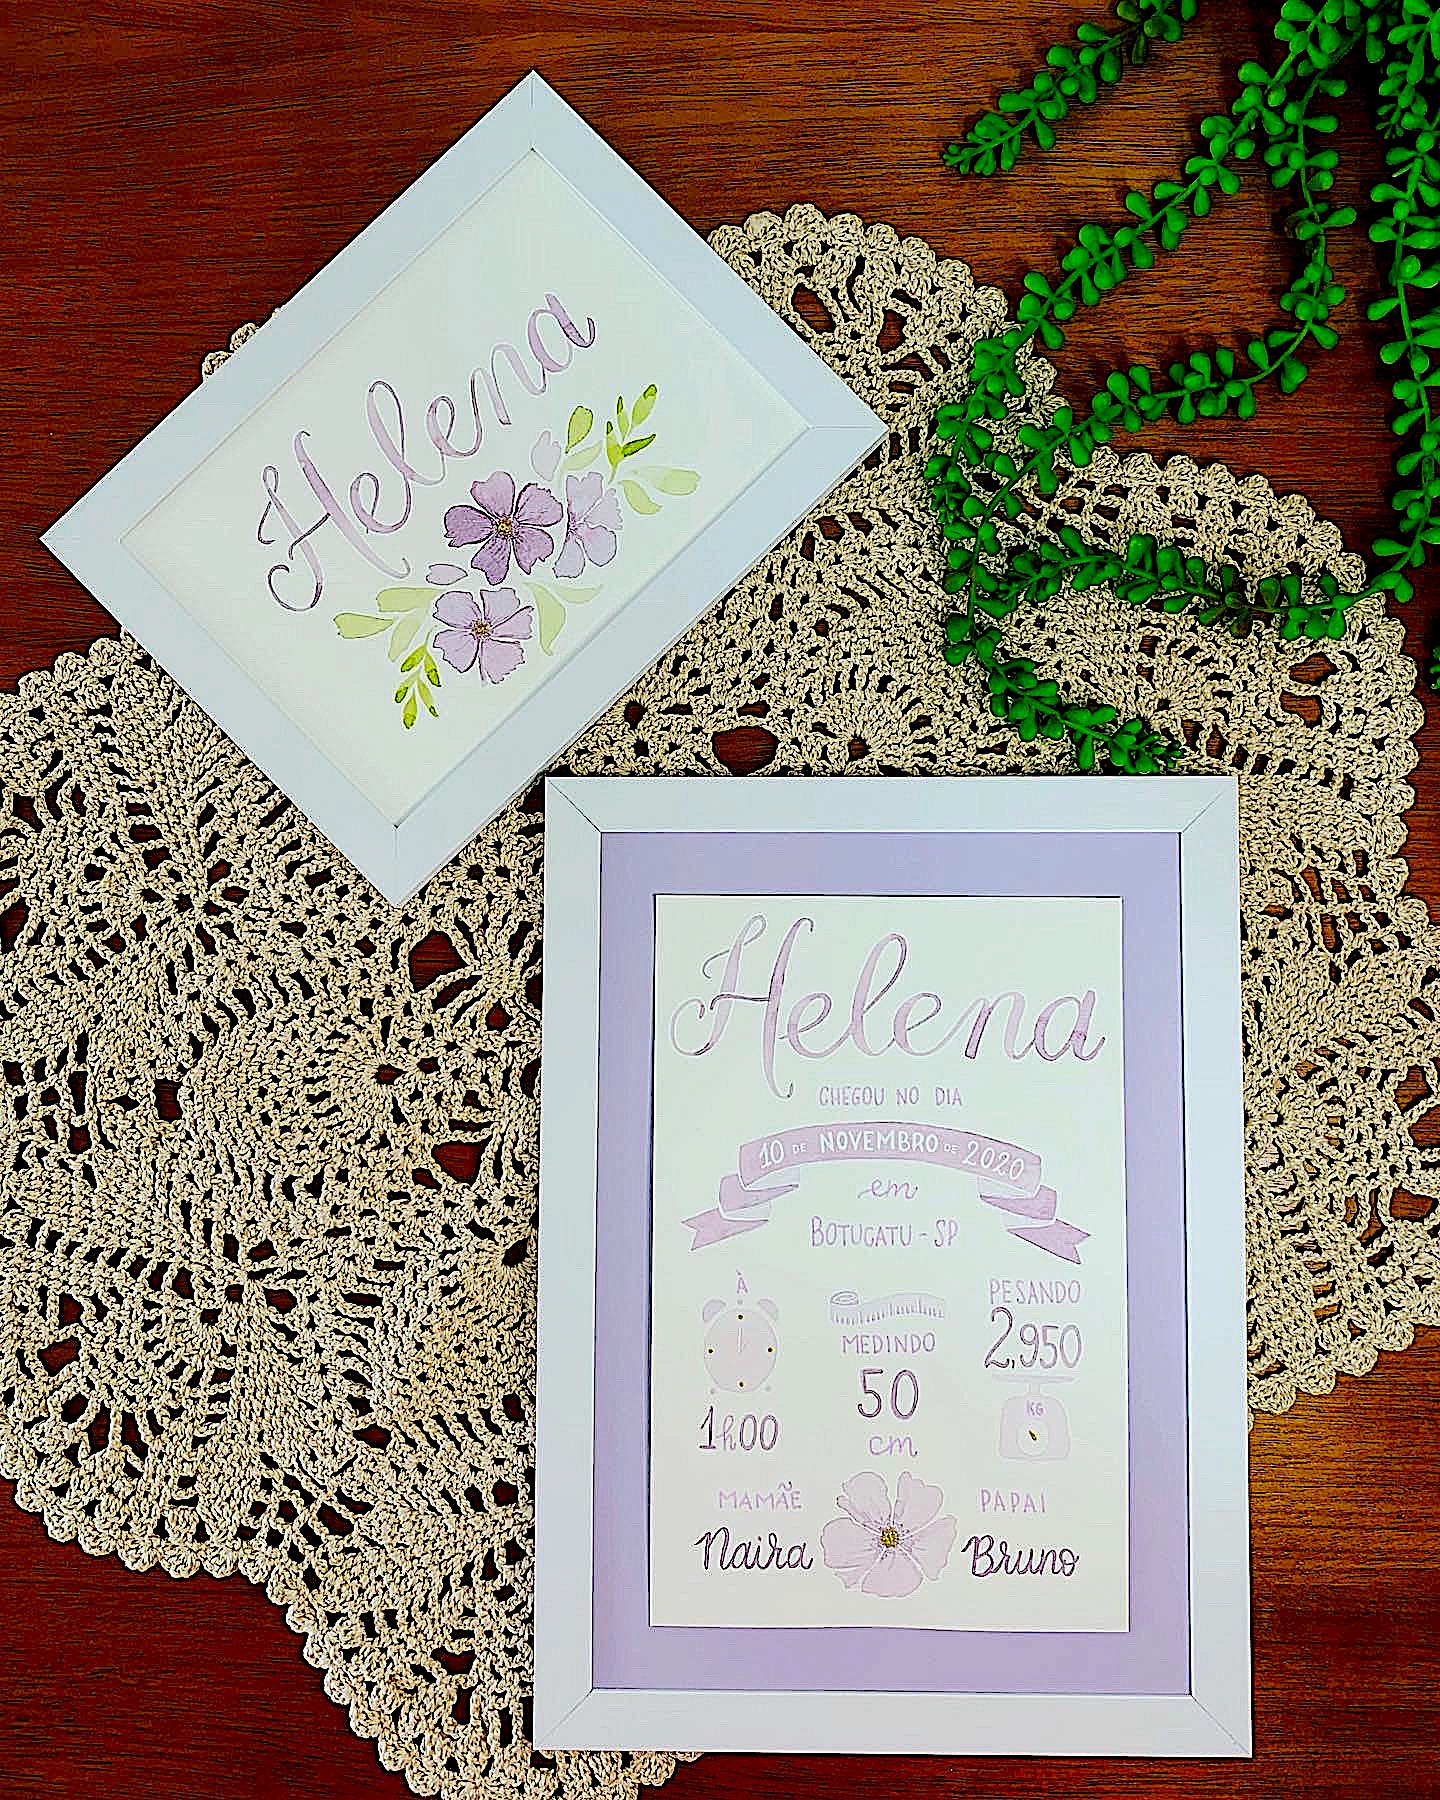 Helena
Helena
CHEGOU NO DIA
10 DE NOVEMBRO DE 2020
em
BOTUCATU - SP
À
1h00
MEDINDO
50
cm
PESANDO
2,950
KG
MAMÃE
Naira
PAPAI
Bruno